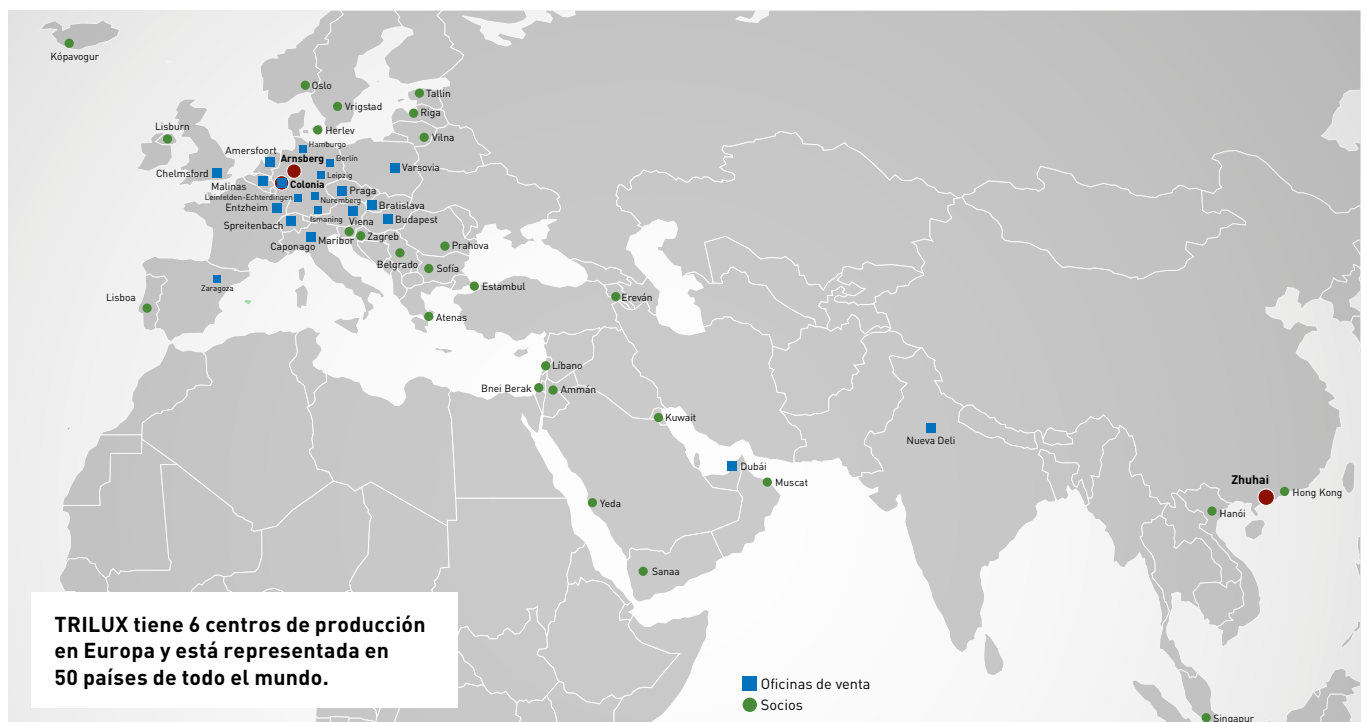 Kópavogur
Oslo
Tallin
Vrigstad
Riga
Lisburn
Herlev
Vilna
Hamburgo
Amersfoort
Arnsberg
Berlín
Varsovia
Chelmsford
Leipzig
Malinas
Colonia
Praga
Leinfelden-Echterdingen
Nuremberg
Entzheim
Bratislava
Ismaning
Viena
Budapest
Spreitenbach
Caponago
Maribor
Zagreb
Prahova
Belgrado
Sofía
Zaragoza
Estambul
Lisboa
Ereván
Atenas
Líbano
Bnei Berak
Ammán
Kuwait
Nueva Deli
Dubái
Muscat
Zhuhai
Hong Kong
Yeda
Hanói
Sanaa
TRILUX tiene 6 centros de producción
en Europa y está representada en
50 países de todo el mundo.
Oficinas de venta
Socios
Singapur